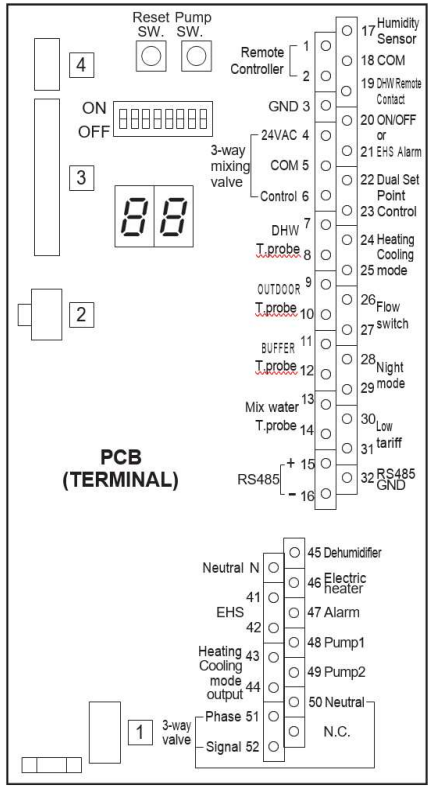 Reset Pump
SW. SW.
4
ON
OFF
3
88
2
PCB
(TERMINAL)
1
Remote
Controller
1
2
GND 3
3-way
mixing
valve
24VAC 4
COM 5
Control 6
DHW
T.probe
7
8
OUTDOOR
T.probe
9
10
BUFFER
T.probe
11
12
Mix water
T.probe
13
14
RS485
+ 15
- 16
17 Humidity
Sensor
18 COM
19 DHW Remote
Contact
20 ON/OFF
or
21 EHS Alarm
22 Dual Set
Point
23 Control
24 Heating
Cooling
25 mode
26 Flow
27 switch
28 Night
29 mode
30 Low
31 tariff
32 RS485
GND
Neutral N
EHS
41
42
Heating
Cooling
mode
output
43
44
3-way
valve
Phase 51
Signal 52
45 Dehumidifier
46 Electric
heater
47 Alarm
48 Pump1
49 Pump2
50 Neutral
N.C.